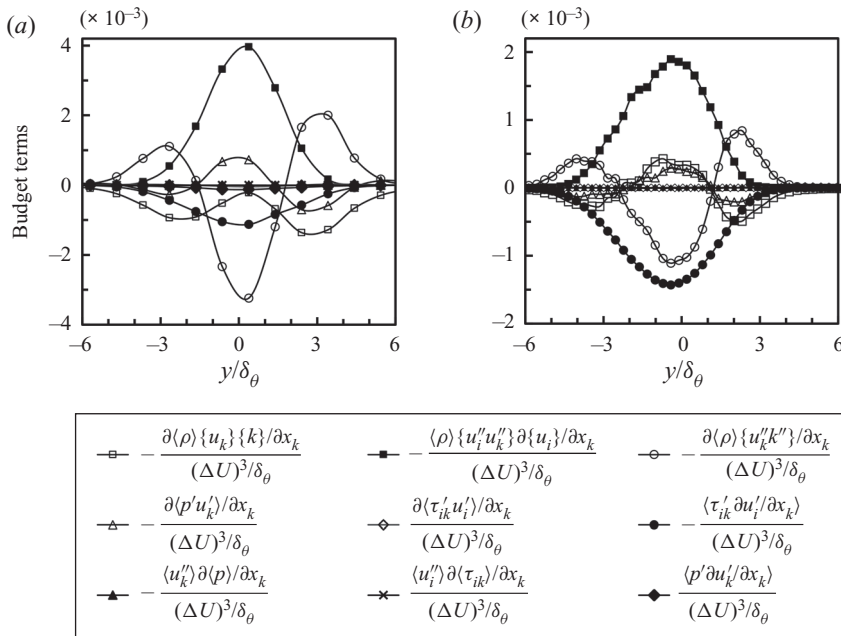 (a) (× 10⁻³) (b) (× 10⁻³)
4 2
2 1
0 0
–2 –1
–4 –2
Budget terms
–6 –3 0 3 6 –6 –3 0 3 6
y/δ_θ y/δ_θ
– ∂⟨ρ⟩{u_k}{k}/∂x_k / (ΔU)³/δ_θ – ⟨ρ⟩{u_i″u_k″}∂{u_i}/∂x_k / (ΔU)³/δ_θ – ∂⟨ρ⟩{u_k″k″}/∂x_k / (ΔU)³/δ_θ
– ∂⟨p′u_k′⟩/∂x_k / (ΔU)³/δ_θ ∂⟨τ_ik′u_i′⟩/∂x_k / (ΔU)³/δ_θ – ⟨τ_ik′∂u_i′/∂x_k⟩ / (ΔU)³/δ_θ
– ⟨u_k″⟩∂⟨p⟩/∂x_k / (ΔU)³/δ_θ ⟨u_i″⟩∂⟨τ_ik⟩/∂x_k / (ΔU)³/δ_θ ⟨p′∂u_k′/∂x_k⟩ / (ΔU)³/δ_θ